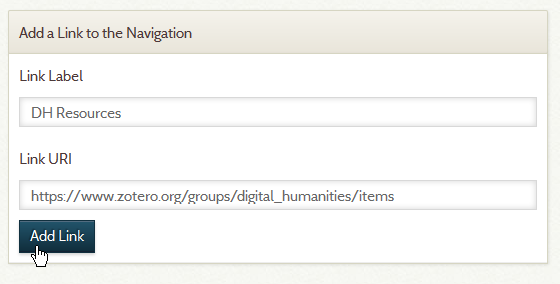 Add a Link to the Navigation
Link Label
DH Resources
Link URI
https://www.zotero.org/groups/digital_humanities/items
Add Link